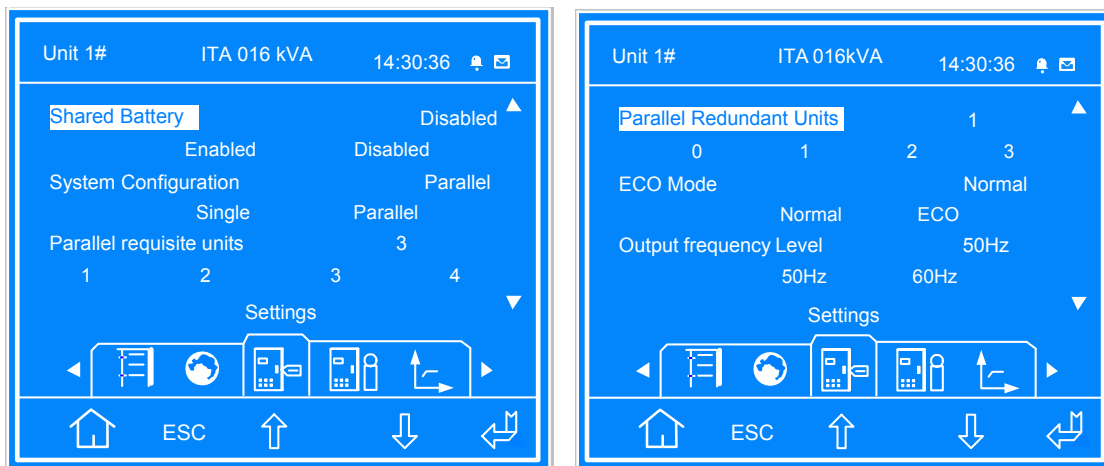 Unit 1# ITA 016 kVA 14:30:36
Shared Battery Disabled
Enabled Disabled
System Configuration Parallel
Single Parallel
Parallel requisite units 3
1 2 3 4
Settings
ESC
Unit 1# ITA 016kVA 14:30:36
Parallel Redundant Units 1
0 1 2 3
ECO Mode Normal
Normal ECO
Output frequency Level 50Hz
50Hz 60Hz
Settings
ESC